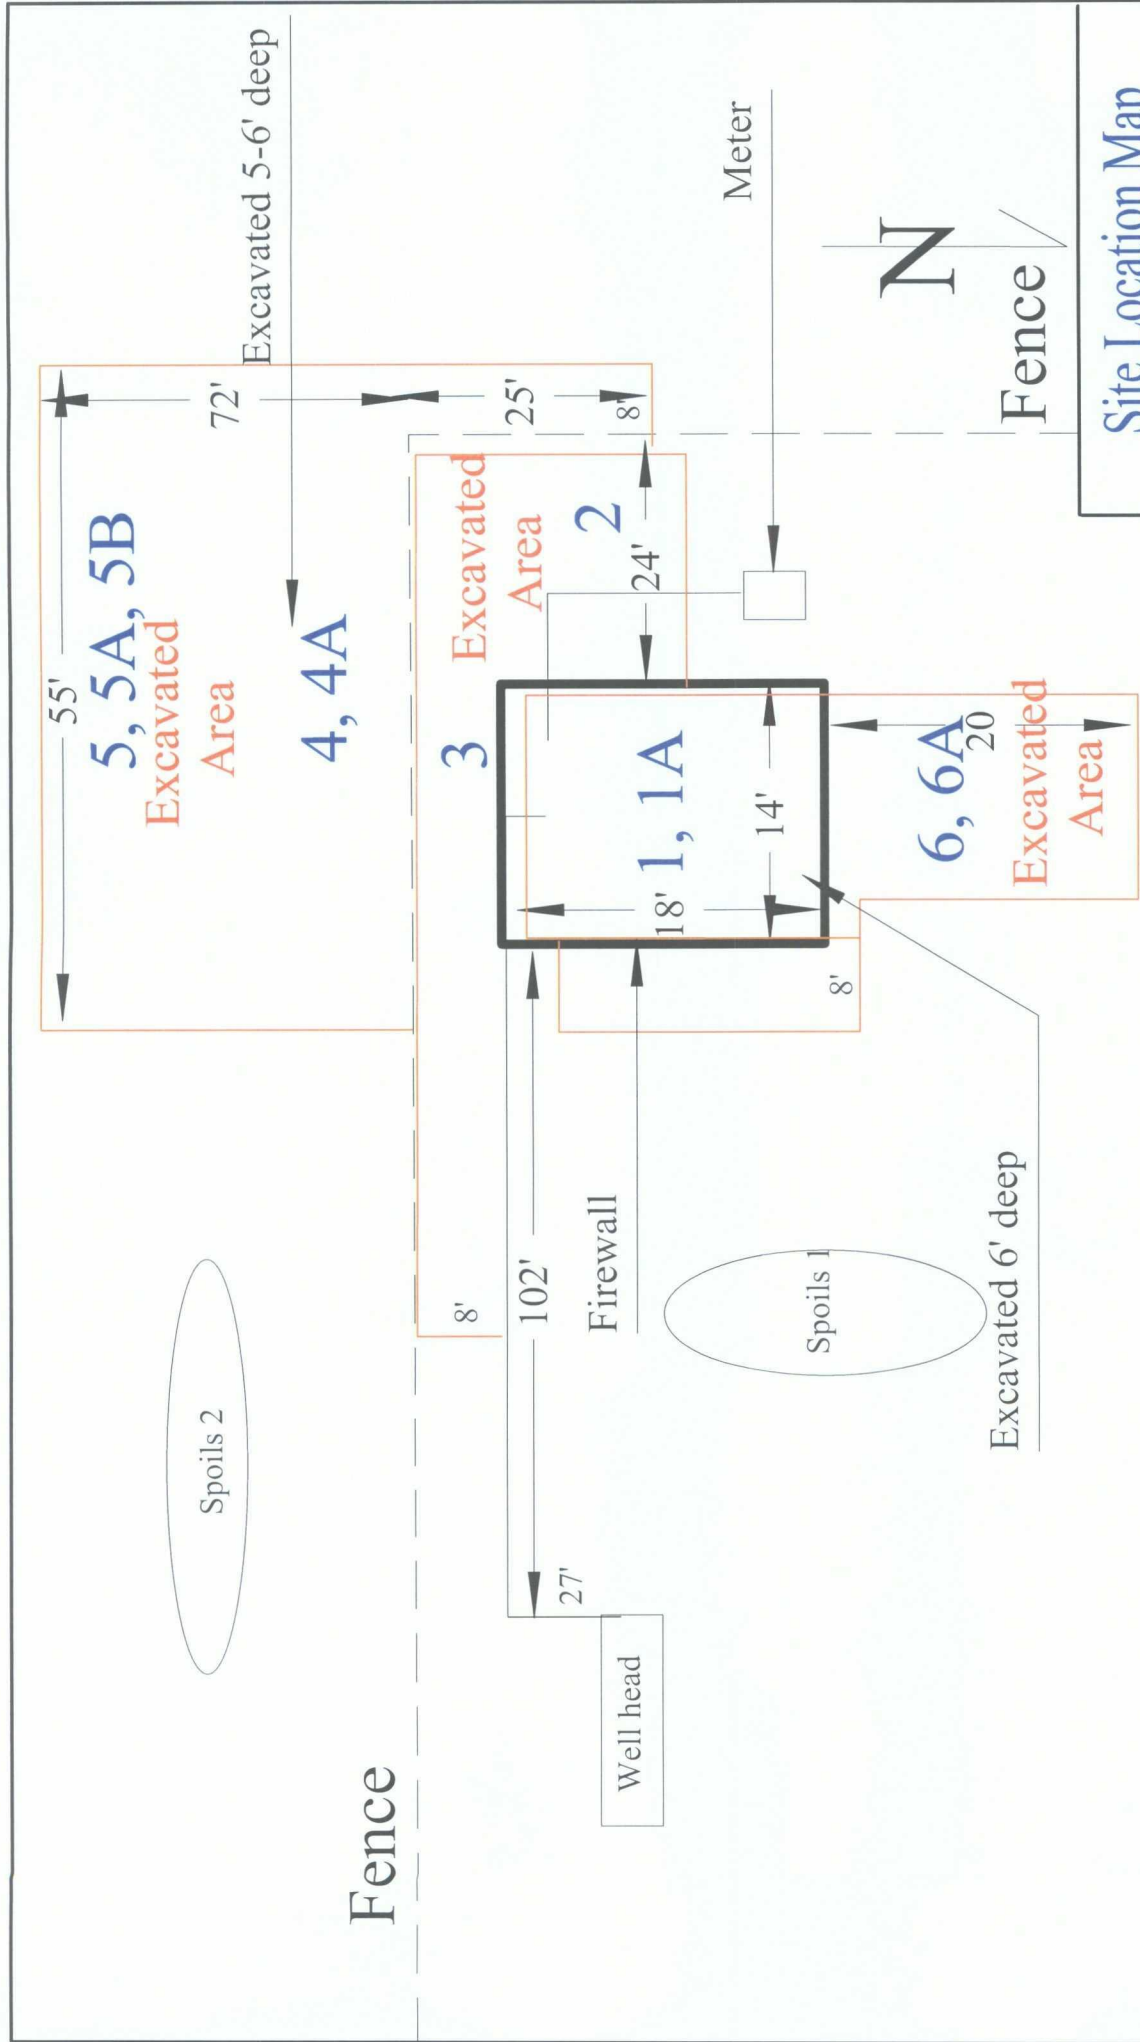 55'
5, 5A, 5B
Excavated
Area
Spoils 2
72'
Excavated 5-6' deep
4, 4A
Fence
8'
3
Excavated
Area
25'
102'
27'
2
8'
Firewall
Well head
24'
1, 1A
18'
Meter
14'
Spoils 1
8'
N
6, 6A
20
Excavated 6' deep
Excavated
Area
Fence
Site Location Map